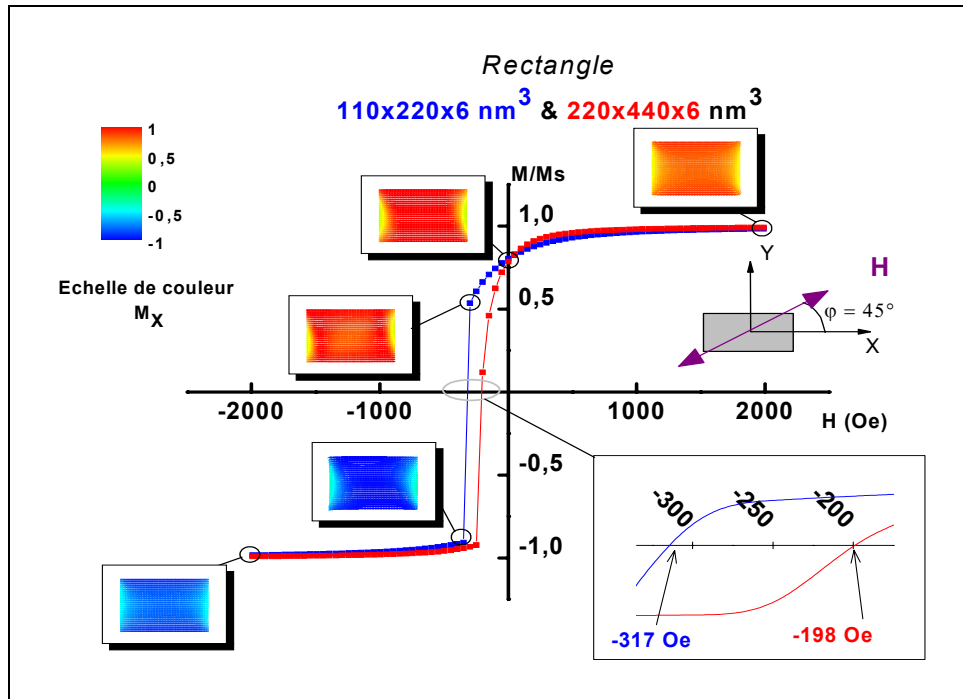 Rectangle
110x220x6 nm3 & 220x440x6 nm3
1
0,5
0
-0,5
-1
Echelle de couleur
MX
M/Ms
1,0
0,5
-0,5
-1,0
-2000
-1000
0
1000
2000
H (Oe)
Y
H
φ = 45°
X
-300
-250
-200
-317 Oe
-198 Oe